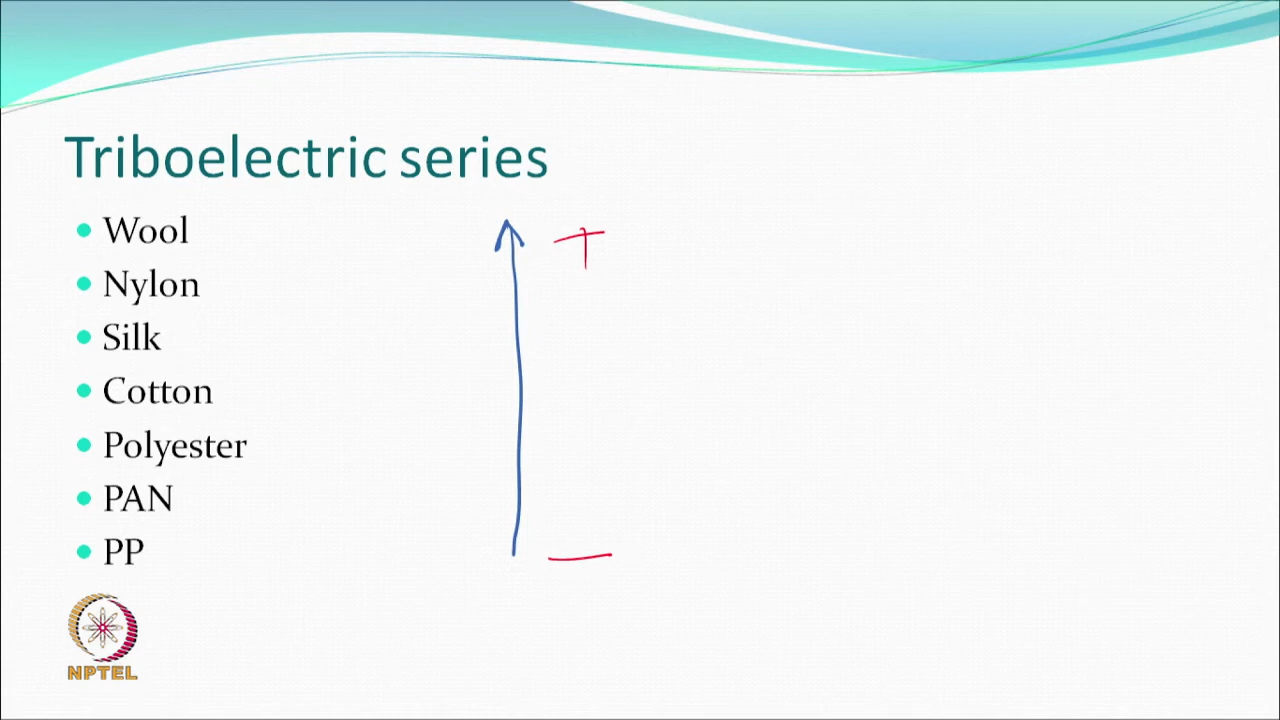 Triboelectric series
Wool
+
Nylon
Silk
Cotton
Polyester
PAN
PP
—
NPTEL